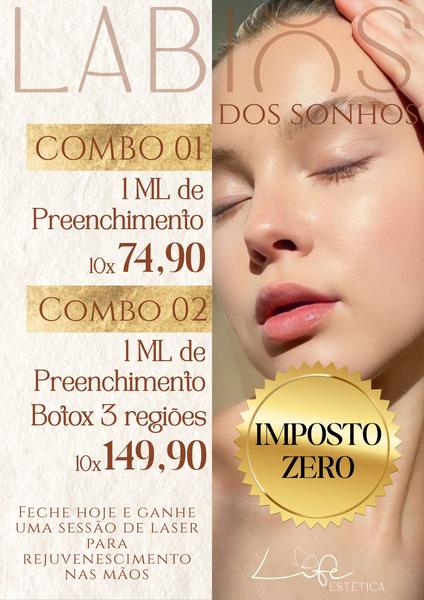 LABIOS
DOS SONHOS
COMBO 01
1 ML de
Preenchimento
10x 74,90
COMBO 02
1 ML de
Preenchimento
Botox 3 regiões
10x 149,90
FECHE HOJE E GANHE
UMA SESSÃO DE LASER
PARA
REJUVENESCIMENTO
NAS MÃOS
IMPOSTO
ZERO
Life
ESTÉTICA